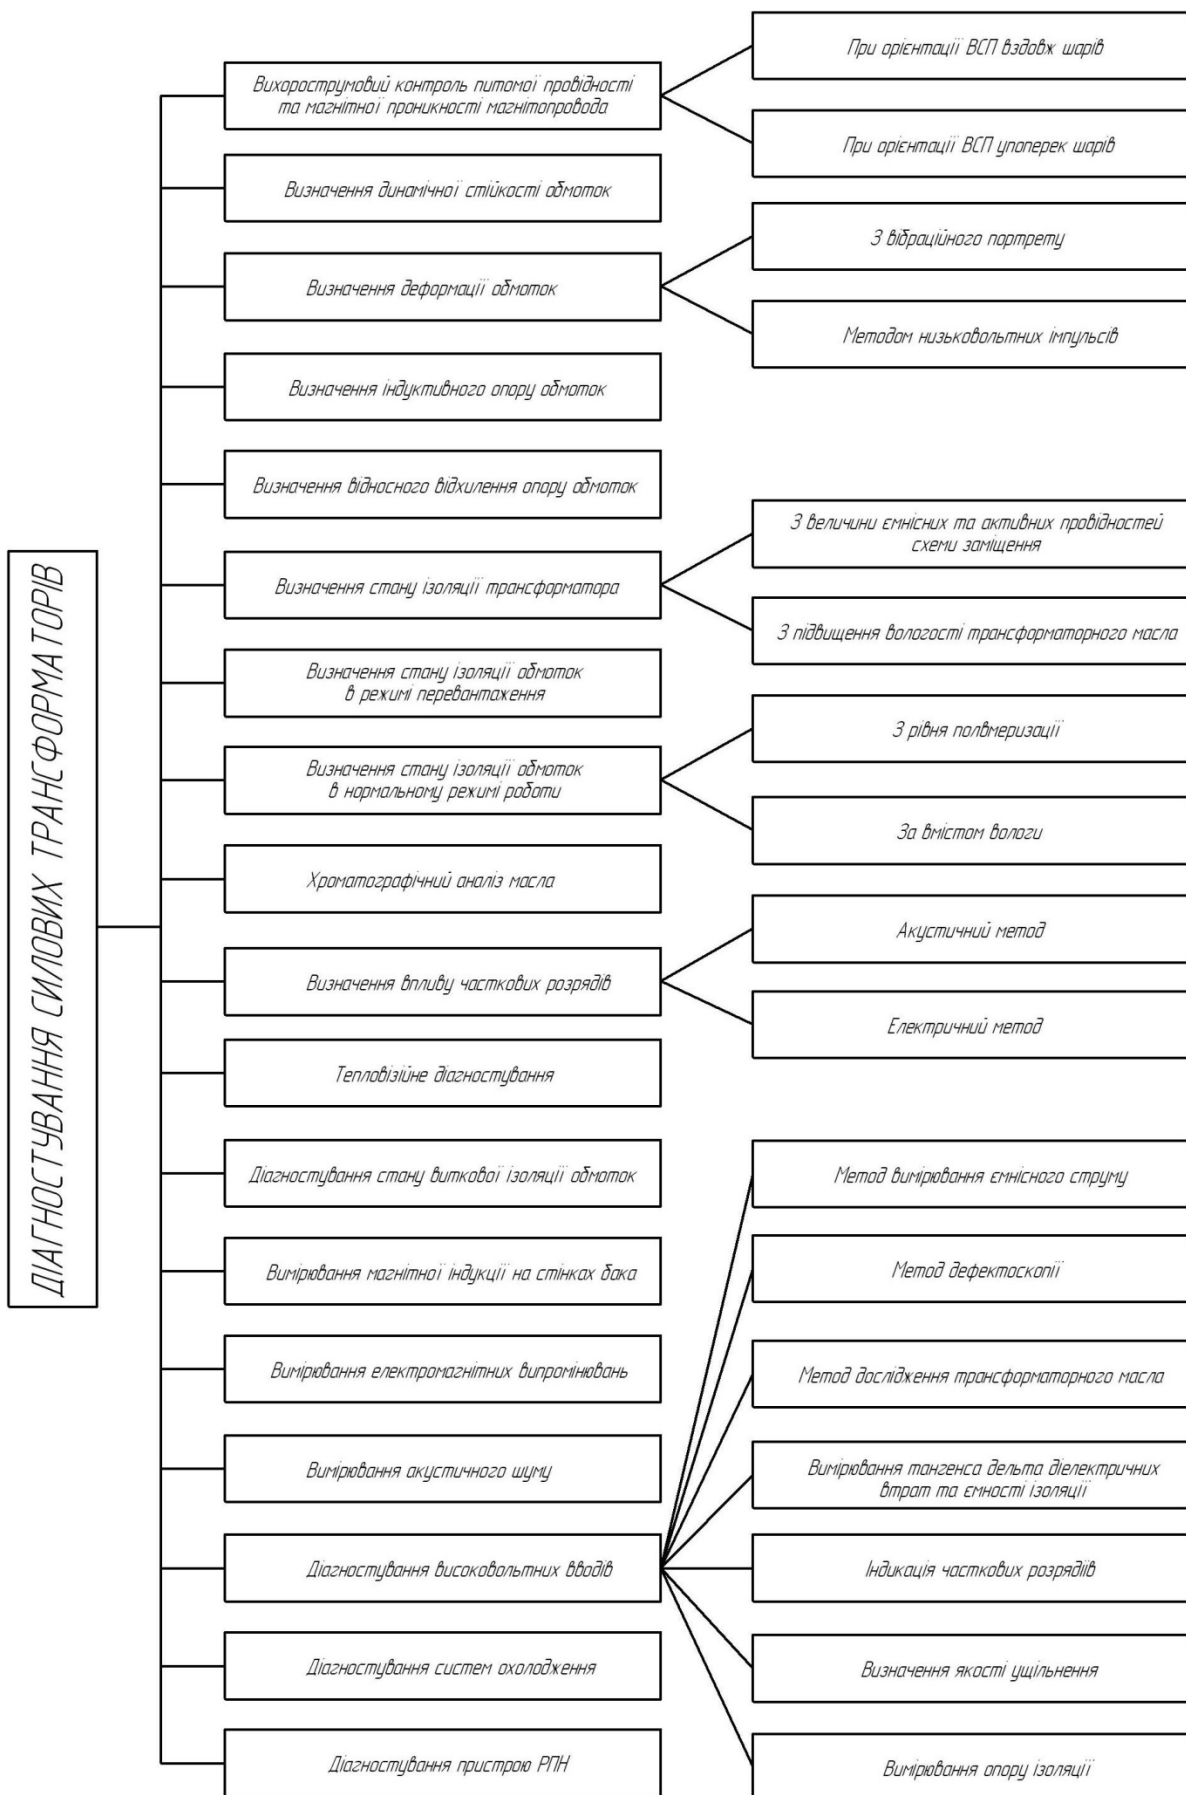 ДІАГНОСТУВАННЯ СИЛОВИХ ТРАНСФОРМАТОРІВ
Вихорострумовий контроль питомої провідності
та магнітної проникності магнітопровода
При орієнтації ВСП вздовж шарів
При орієнтації ВСП упоперек шарів
Визначення динамічної стійкості обмоток
Визначення деформації обмоток
З вібраційного портрету
Методом низьковольтних імпульсів
Визначення індуктивного опору обмоток
Визначення відносного відхилення опору обмоток
Визначення стану ізоляції трансформатора
З величини ємнісних та активних провідностей
схеми заміщення
З підвищення вологості трансформаторного масла
Визначення стану ізоляції обмоток
в режимі перевантаження
Визначення стану ізоляції обмоток
в нормальному режимі роботи
З рівня полвмеризації
За вмістом вологи
Хроматографічний аналіз масла
Визначення впливу часткових розрядів
Акустичний метод
Електричний метод
Тепловізійне діагностування
Діагностування стану виткової ізоляції обмоток
Вимірювання магнітної індукції на стінках бака
Вимірювання електромагнітних випромінювань
Вимірювання акустичного шуму
Діагностування високовольтних вводів
Метод вимірювання ємнісного струму
Метод дефектоскопії
Метод дослідження трансформаторного масла
Вимірювання тангенса дельта діелектричних
втрат та ємності ізоляції
Індикація часткових розрядіїв
Визначення якості ущільнення
Вимірювання опору ізоляції
Діагностування систем охолодження
Діагностування пристрою РПН